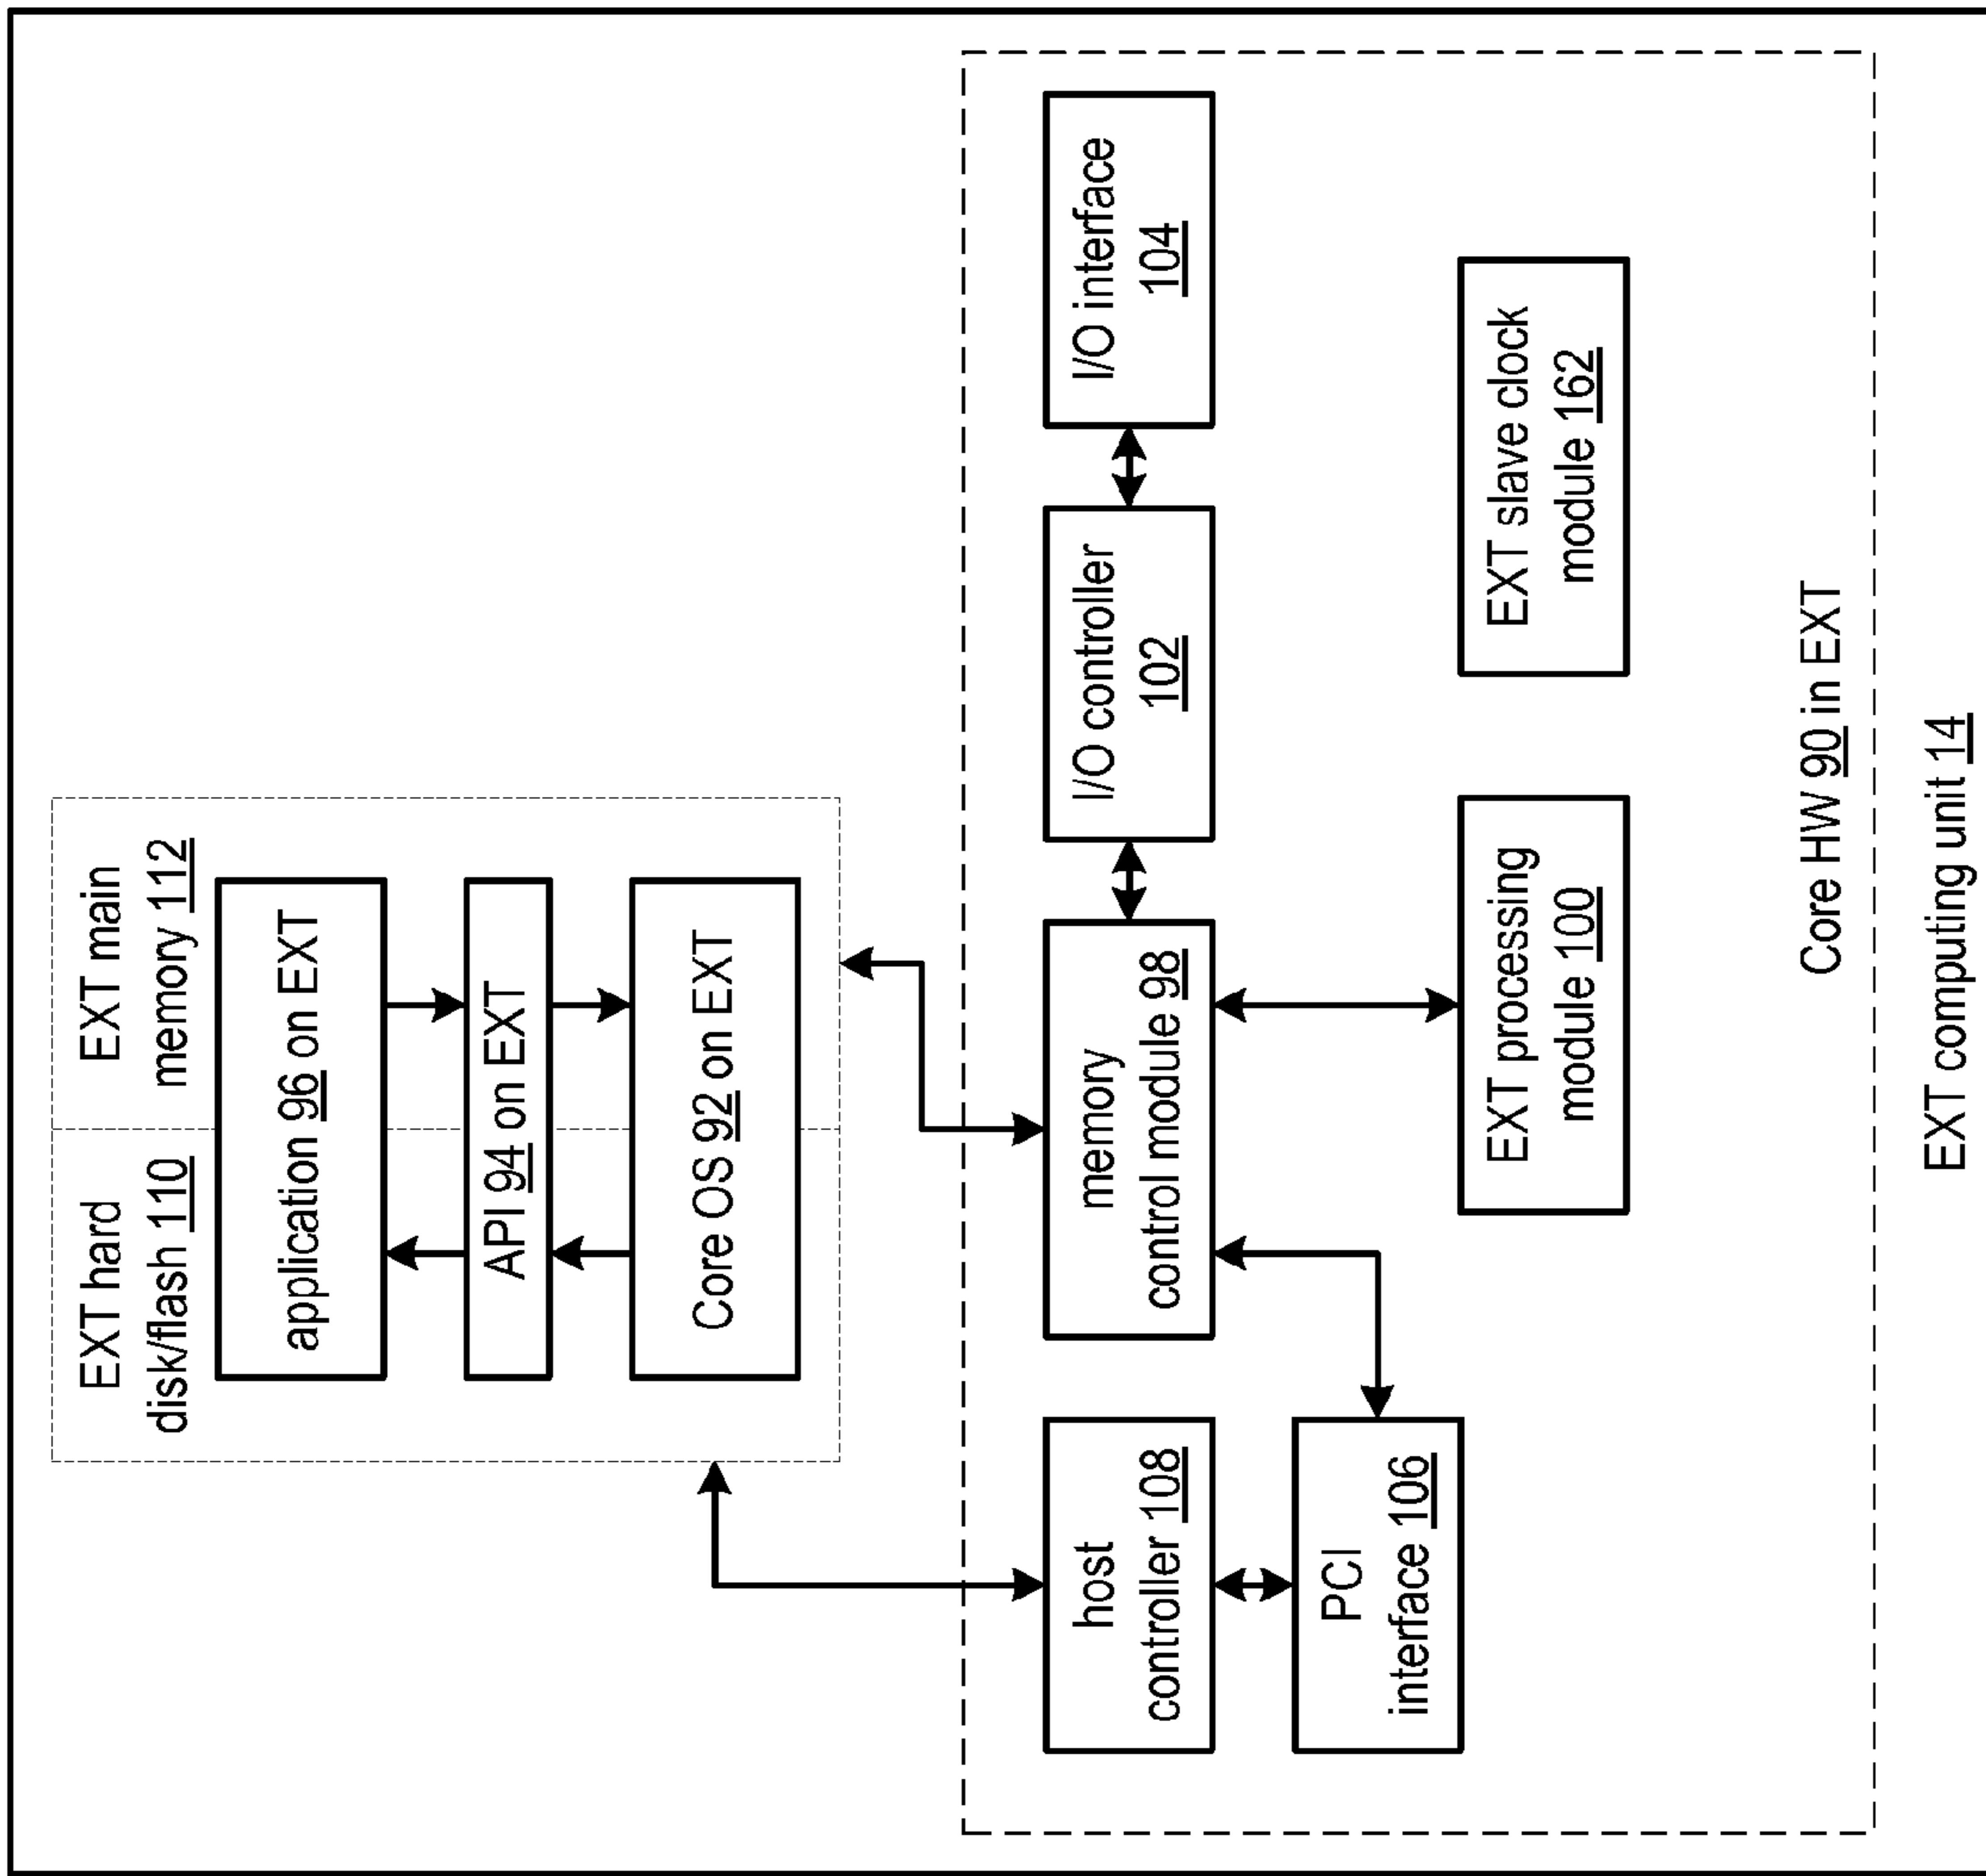 EXT hard
disk/flash 110
EXT main
memory 112
application 96 on EXT
API 94 on EXT
Core OS 92 on EXT
host
controller 108
memory
control module 98
I/O controller
102
I/O interface
104
PCI
interface 106
EXT processing
module 100
EXT slave clock
module 162
Core HW 90 in EXT
EXT computing unit 14